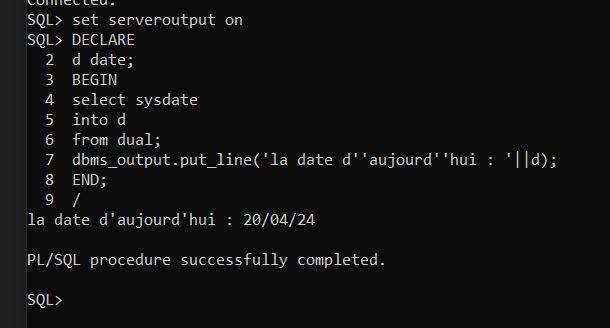 Connected.
SQL> set serveroutput on
SQL> DECLARE
  2  d date;
  3  BEGIN
  4  select sysdate
  5  into d
  6  from dual;
  7  dbms_output.put_line('la date d''aujourd''hui : '||d);
  8  END;
  9  /
la date d'aujourd'hui : 20/04/24
PL/SQL procedure successfully completed.
SQL>